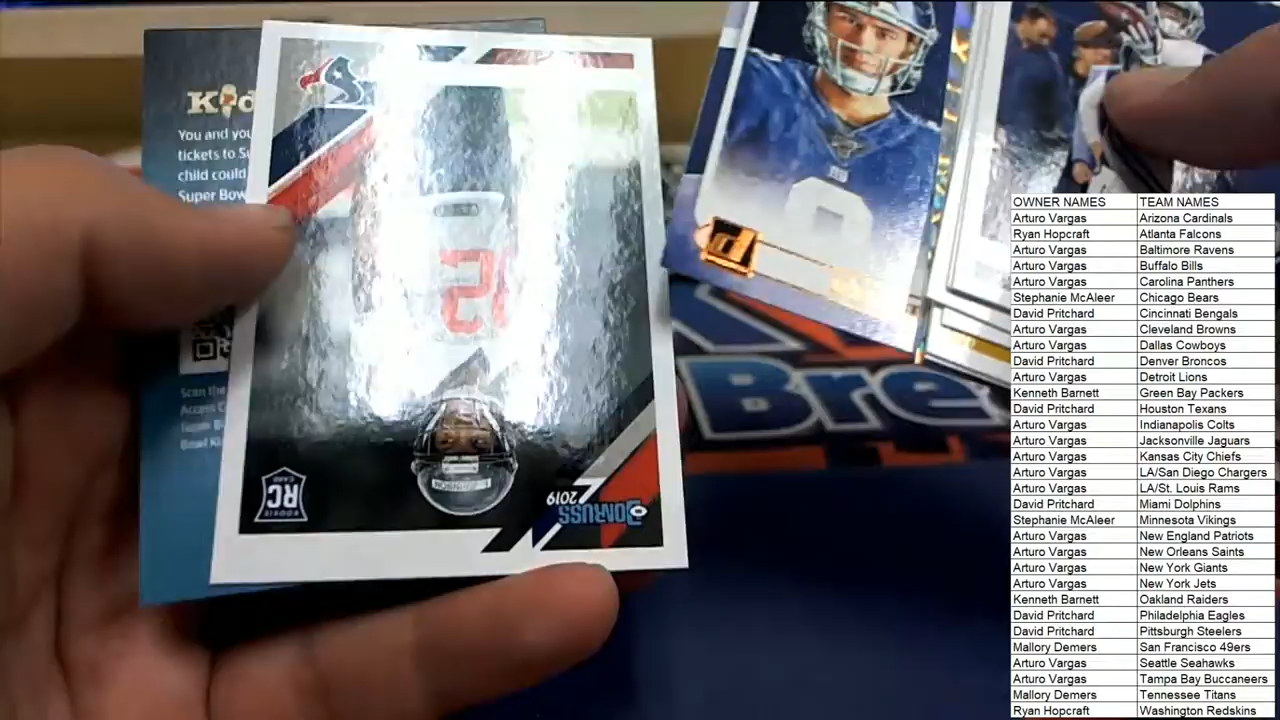 Kid
You and you
tickets to Su
child could
Super Bow
Scan the
Access C
Bowl Ki
RC
ROOKIE
CARD
DONRUSS
2019
Bre
OWNER NAMES TEAM NAMES
Arturo Vargas Arizona Cardinals
Ryan Hopcraft Atlanta Falcons
Arturo Vargas Baltimore Ravens
Arturo Vargas Buffalo Bills
Arturo Vargas Carolina Panthers
Stephanie McAleer Chicago Bears
David Pritchard Cincinnati Bengals
Arturo Vargas Cleveland Browns
Arturo Vargas Dallas Cowboys
David Pritchard Denver Broncos
Arturo Vargas Detroit Lions
Kenneth Barnett Green Bay Packers
David Pritchard Houston Texans
Arturo Vargas Indianapolis Colts
Arturo Vargas Jacksonville Jaguars
Arturo Vargas Kansas City Chiefs
Arturo Vargas LA/San Diego Chargers
Arturo Vargas LA/St. Louis Rams
David Pritchard Miami Dolphins
Stephanie McAleer Minnesota Vikings
Arturo Vargas New England Patriots
Arturo Vargas New Orleans Saints
Arturo Vargas New York Giants
Arturo Vargas New York Jets
Kenneth Barnett Oakland Raiders
David Pritchard Philadelphia Eagles
David Pritchard Pittsburgh Steelers
Mallory Demers San Francisco 49ers
Arturo Vargas Seattle Seahawks
Arturo Vargas Tampa Bay Buccaneers
Mallory Demers Tennessee Titans
Ryan Hopcraft Washington Redskins